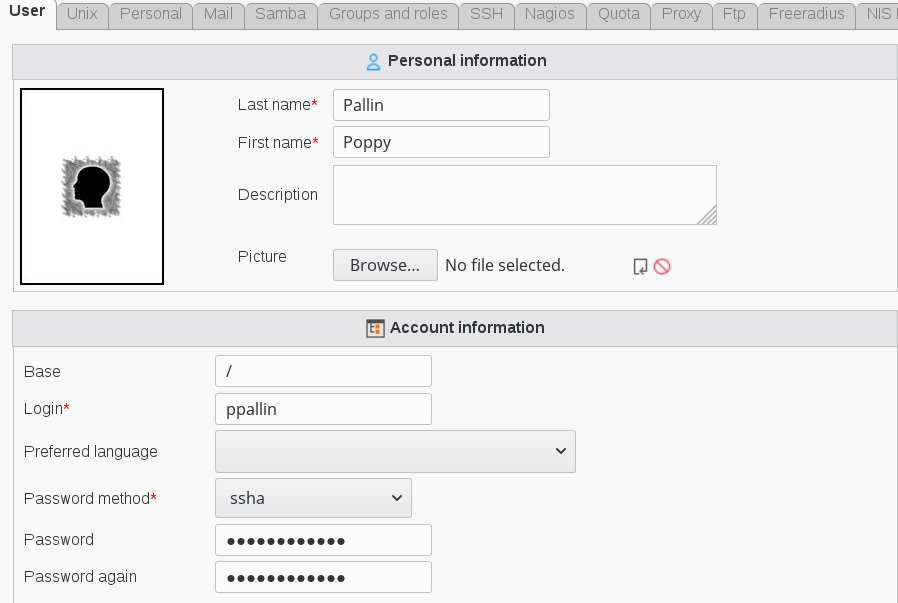 User Unix Personal Mail Samba Groups and roles SSH Nagios Quota Proxy Ftp Freeradius NIS
Personal information
Last name* Pallin
First name* Poppy
Description
Picture Browse... No file selected.
Account information
Base /
Login* ppallin
Preferred language
Password method* ssha
Password ●●●●●●●●●●●●
Password again ●●●●●●●●●●●●